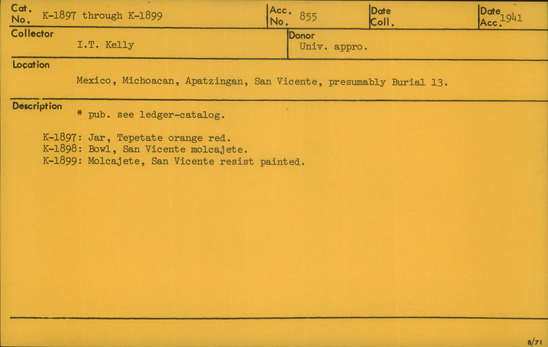 Cat. No. K-1897 through K-1899 Acc. No. 855 Date Coll. Date Acc. 1941
Collector I.T. Kelly Donor Univ. appro.
Location
Mexico, Michoacan, Apatzingan, San Vicente, presumably Burial 13.
Description
* pub. see ledger-catalog.
K-1897: Jar, Tepetate orange red.
K-1898: Bowl, San Vicente molcajete.
K-1899: Molcajete, San Vicente resist painted.
8/71